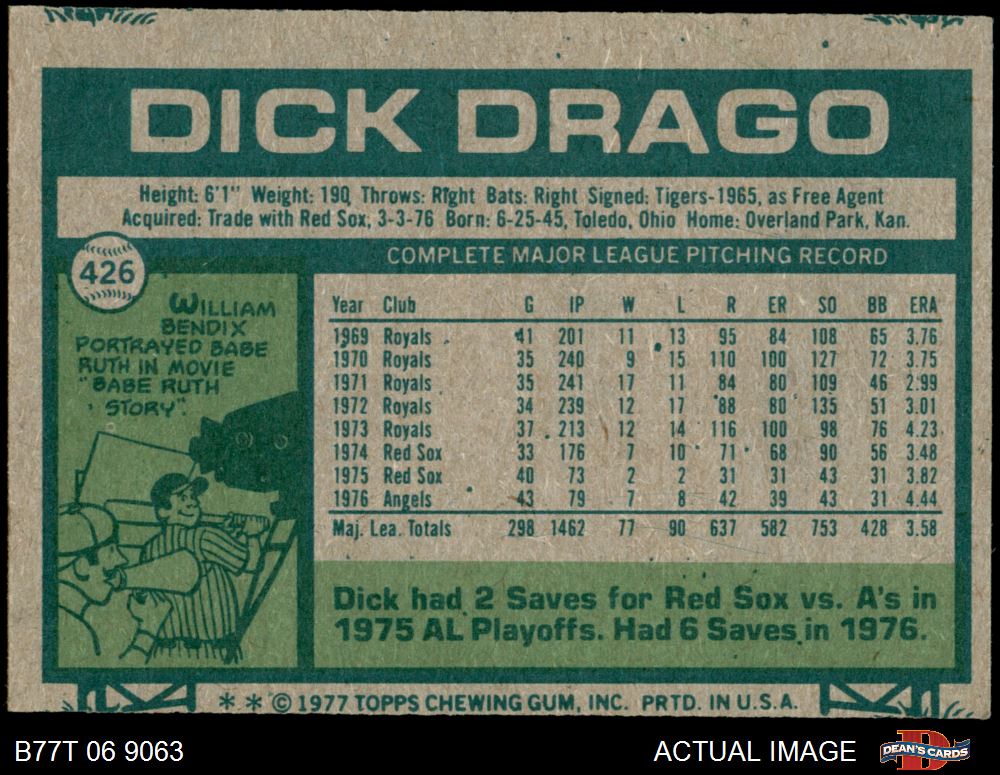 DICK DRAGO
Height: 6'1" Weight: 190 Throws: Right Bats: Right Signed: Tigers-1965, as Free Agent
Acquired: Trade with Red Sox, 3-3-76 Born: 6-25-45, Toledo, Ohio Home: Overland Park, Kan.
426
COMPLETE MAJOR LEAGUE PITCHING RECORD
WILLIAM
BENDIX
PORTRAYED BABE
RUTH IN MOVIE
"BABE RUTH
STORY".
Year Club G IP W L R ER SO BB ERA
1969 Royals 41 201 11 13 95 84 108 65 3.76
1970 Royals 35 240 9 15 110 100 127 72 3.75
1971 Royals 35 241 17 11 84 80 109 46 2.99
1972 Royals 34 239 12 17 88 80 135 51 3.01
1973 Royals 37 213 12 14 116 100 98 76 4.23
1974 Red Sox 33 176 7 10 71 68 90 56 3.48
1975 Red Sox 40 73 2 2 31 31 43 31 3.82
1976 Angels 43 79 7 8 42 39 43 31 4.44
Maj. Lea. Totals 298 1462 77 90 637 582 753 428 3.58
Dick had 2 Saves for Red Sox vs. A's in
1975 AL Playoffs. Had 6 Saves in 1976.
* * © 1977 TOPPS CHEWING GUM, INC. PRTD. IN U.S.A.
B77T 06 9063
ACTUAL IMAGE
D
DEAN'S CARDS